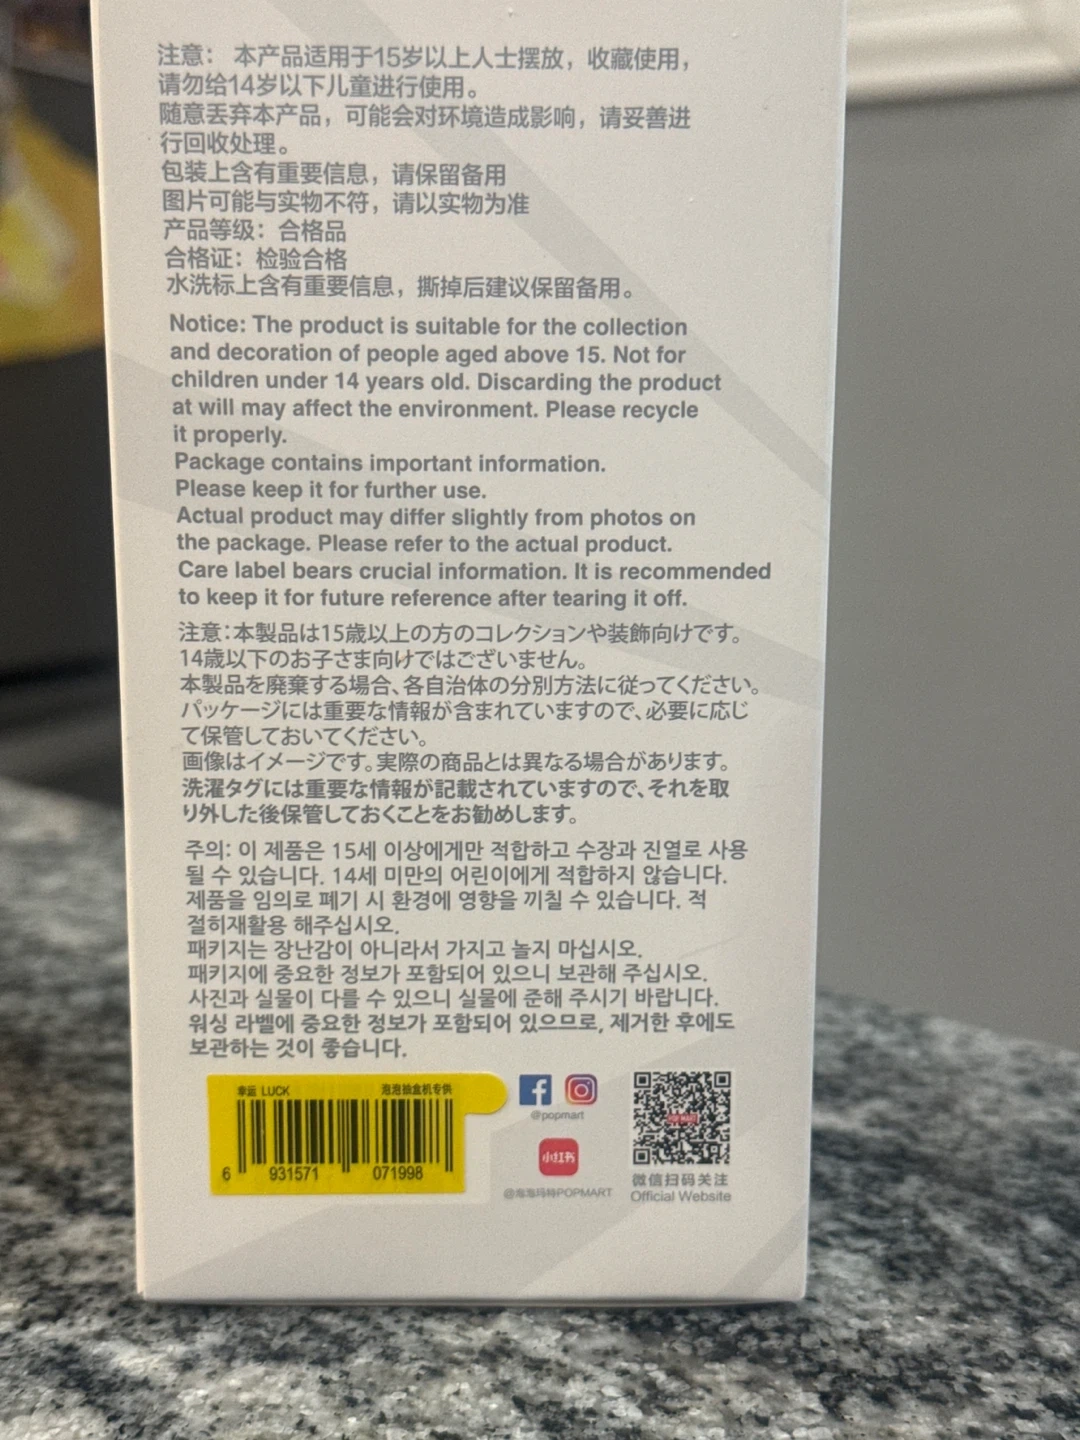 注意： 本产品适用于15岁以上人士摆放，收藏使用，
请勿给14岁以下儿童进行使用。
随意丢弃本产品，可能会对环境造成影响，请妥善进
行回收处理。
包装上含有重要信息，请保留备用
图片可能与实物不符，请以实物为准
产品等级：合格品
合格证：检验合格
水洗标上含有重要信息，撕掉后建议保留备用。
Notice: The product is suitable for the collection
and decoration of people aged above 15. Not for
children under 14 years old. Discarding the product
at will may affect the environment. Please recycle
it properly.
Package contains important information.
Please keep it for further use.
Actual product may differ slightly from photos on
the package. Please refer to the actual product.
Care label bears crucial information. It is recommended
to keep it for future reference after tearing it off.
注意：本製品は15歳以上の方のコレクションや装飾向けです。
14歳以下のお子さま向けではございません。
本製品を廃棄する場合、各自治体の分別方法に従ってください。
パッケージには重要な情報が含まれていますので、必要に応じ
て保管しておいてください。
画像はイメージです。実際の商品とは異なる場合があります。
洗濯タグには重要な情報が記載されていますので、それを取
り外した後保管しておくことをお勧めします。
주의: 이 제품은 15세 이상에게만 적합하고 수장과 진열로 사용
될 수 있습니다. 14세 미만의 어린이에게 적합하지 않습니다.
제품을 임의로 폐기 시 환경에 영향을 끼칠 수 있습니다. 적
절히재활용 해주십시오.
패키지는 장난감이 아니라서 가지고 놀지 마십시오.
패키지에 중요한 정보가 포함되어 있으니 보관해 주십시오.
사진과 실물이 다를 수 있으니 실물에 준해 주시기 바랍니다.
워싱 라벨에 중요한 정보가 포함되어 있으므로, 제거한 후에도
보관하는 것이 좋습니다.
幸运 LUCK 泡泡抽盒机专供
6 931571 071998
@popmart
小红书
@泡泡玛特POPMART
POP MART
微信扫码关注
Official Website